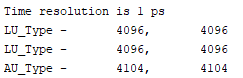 Time resolution is 1 ps
LU_Type - 4096, 4096
LU_Type - 4096, 4096
AU_Type - 4104, 4104